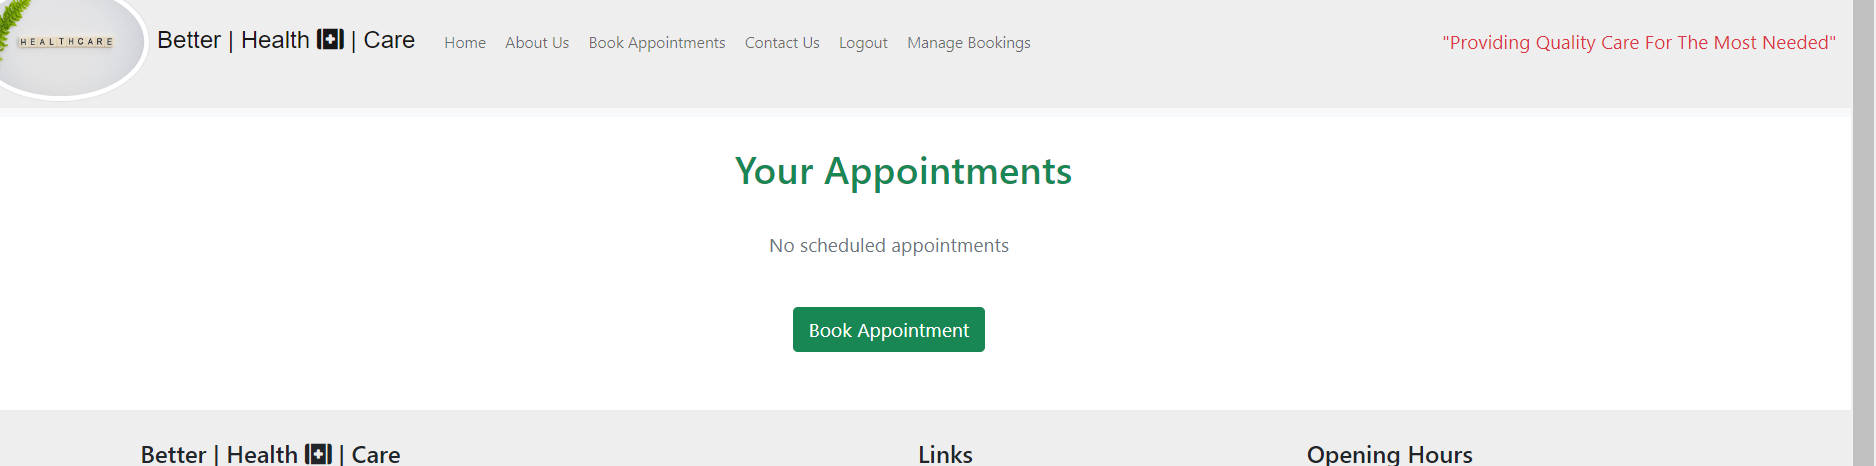 HEALTHCARE
Better | Health | Care
Home About Us Book Appointments Contact Us Logout Manage Bookings
"Providing Quality Care For The Most Needed"
Your Appointments
No scheduled appointments
Book Appointment
Better | Health | Care
Links
Opening Hours